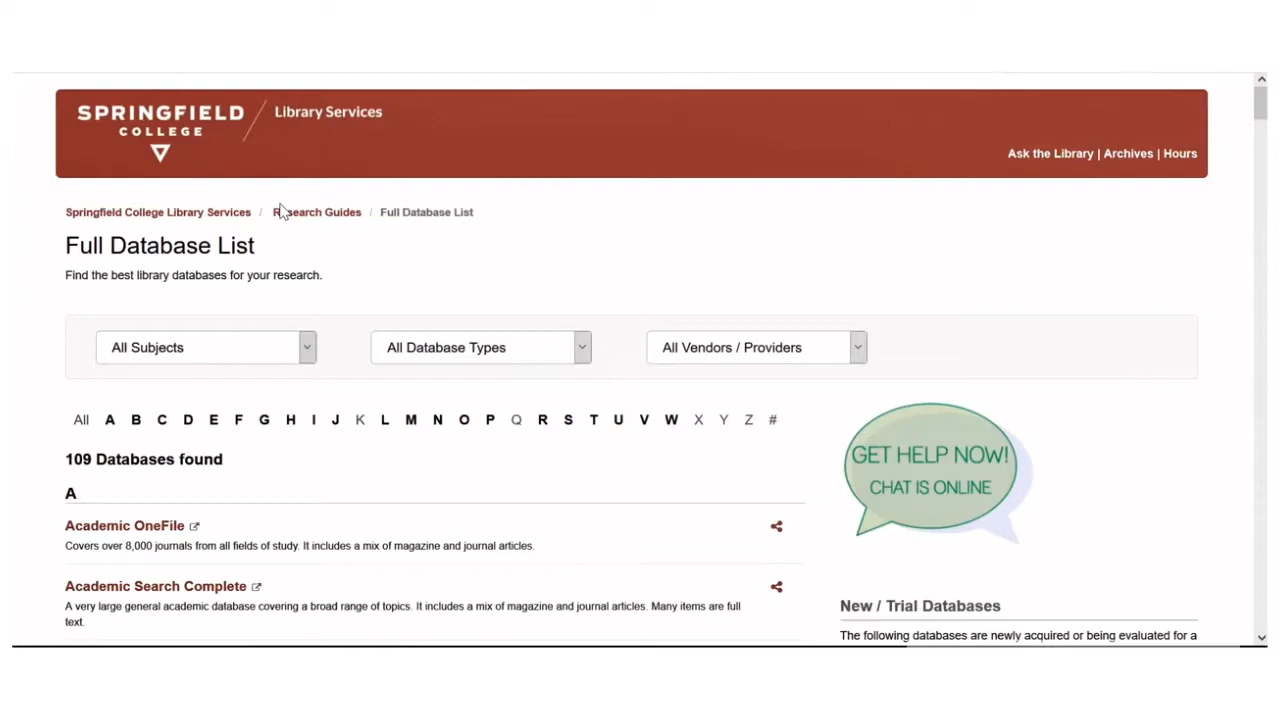 SPRINGFIELD
COLLEGE
Library Services
Ask the Library | Archives | Hours
Springfield College Library Services / Research Guides / Full Database List
Full Database List
Find the best library databases for your research.
All Subjects
All Database Types
All Vendors / Providers
All A B C D E F G H I J K L M N O P Q R S T U V W X Y Z #
109 Databases found
A
Academic OneFile
Covers over 8,000 journals from all fields of study. It includes a mix of magazine and journal articles.
Academic Search Complete
A very large general academic database covering a broad range of topics. It includes a mix of magazine and journal articles. Many items are full
text.
GET HELP NOW!
CHAT IS ONLINE
New / Trial Databases
The following databases are newly acquired or being evaluated for a